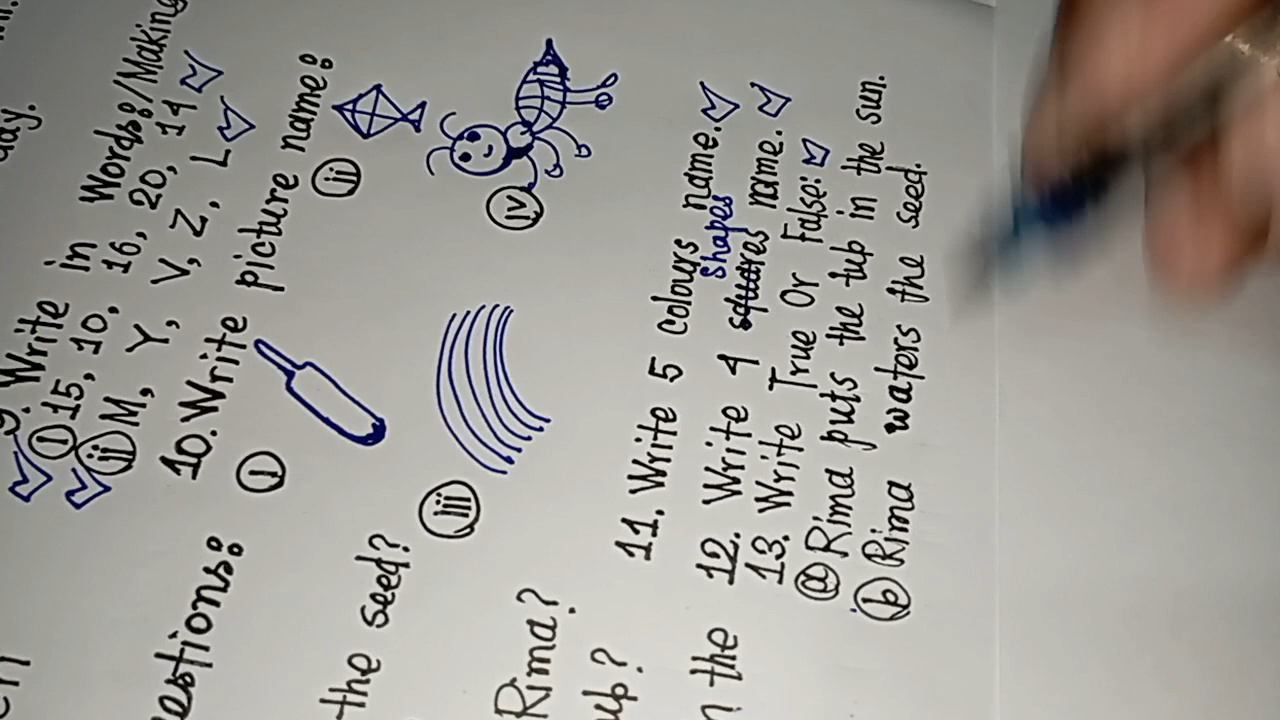 day.
estions:
the seed?
Rima?
up?
n the
9. Write in Words:/Making
i 15, 10, 16, 20, 14
ii M, Y, V, Z, L
10. Write picture name:
i
ii
iii
iv
11. Write 5 colours name.
12. Write 4 squares shapes name.
13. Write True Or False:
a Rima puts the tub in the sun.
b Rima waters the seed.